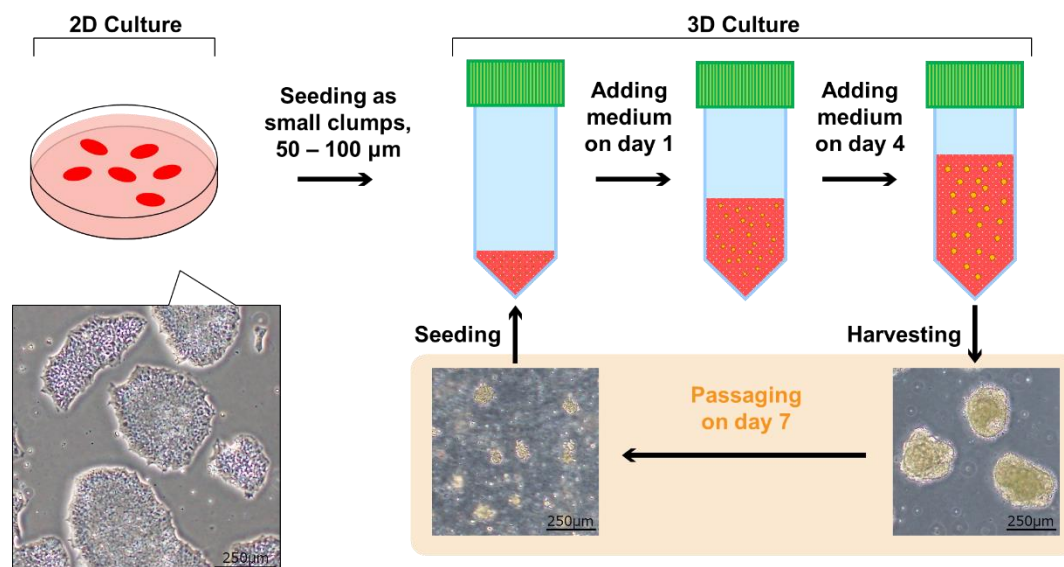 2D Culture
3D Culture
Seeding as
small clumps,
50 – 100 µm
Adding
medium
on day 1
Adding
medium
on day 4
Seeding
Harvesting
Passaging
on day 7
250µm
250µm
250µm